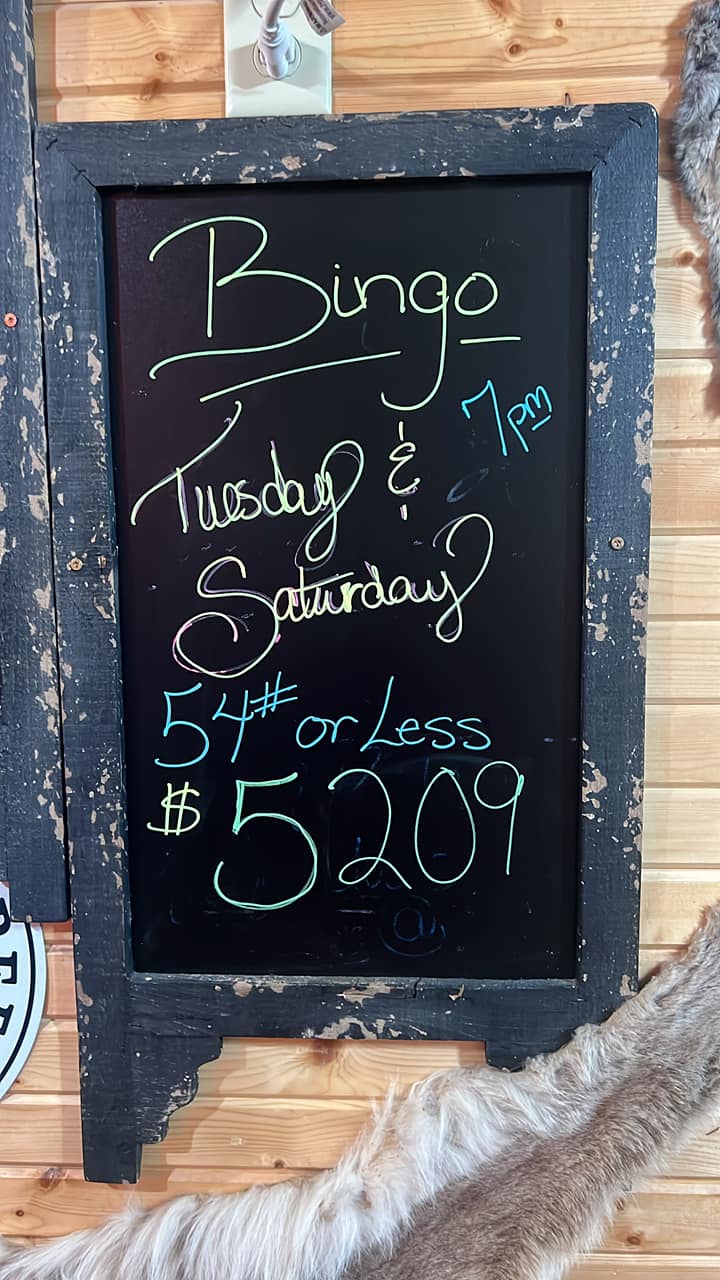 Bingo
7pm
Tuesday &
Saturday
54# or Less
$5209